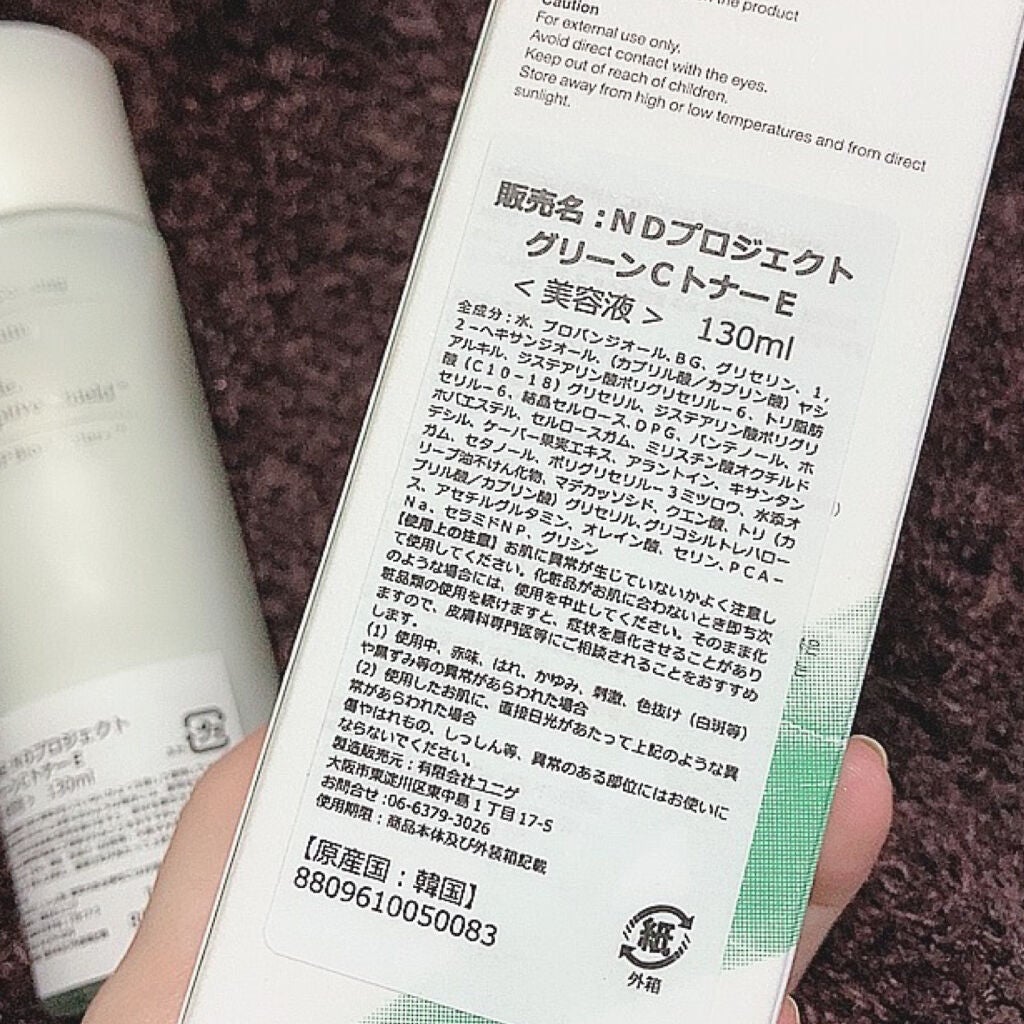 the product
Caution
For external use only.
Avoid direct contact with the eyes.
Keep out of reach of children.
Store away from high or low temperatures and from direct
sunlight.
販売名：NDプロジェクト
グリーンCトナーE
＜美容液＞ 130ml
全成分：水、プロパンジオール、BG、グリセリン、1，
2－ヘキサンジオール、（カプリル酸／カプリン酸）ヤシ
アルキル、ジステアリン酸ポリグリセリル－6、トリ脂肪
酸（C10－18）グリセリル、ジステアリン酸ポリグリ
セリル－6、結晶セルロース、DPG、パンテノール、ホ
ホバエステル、セルロースガム、ミリスチン酸オクチルド
デシル、ケーパー果実エキス、アラントイン、キサンタン
ガム、セタノール、ポリグリセリル－3ミツロウ、水添オ
リーブ油不けん化物、マデカッソシド、クエン酸、トリ（カ
プリル酸／カプリン酸）グリセリル、グリコシルトレハロー
ス、アセチルグルタミン、オレイン酸、セリン、PCA－
Na、セラミドNP、グリシン
【使用上の注意】お肌に異常が生じていないかよく注意し
て使用してください。化粧品がお肌に合わないとき即ち次
のような場合には、使用を中止してください。そのまま化
粧品類の使用を続けますと、症状を悪化させることがあり
ますので、皮膚科専門医等にご相談されることをおすすめ
します。
(1) 使用中、赤味、はれ、かゆみ、刺激、色抜け（白斑等）
や黒ずみ等の異常があらわれた場合
(2) 使用したお肌に、直接日光があたって上記のような異
常があらわれた場合
傷やはれもの、しっしん等、異常のある部位にはお使いに
ならないでください。
製造販売元：有限会社ユニゲ
大阪市東淀川区東中島1丁目17-5
お問合せ：06-6379-3026
使用期限：商品本体及び外装箱記載
【原産国：韓国】
8809610050083
紙
外箱
プロジェクト
CトナーE
130ml